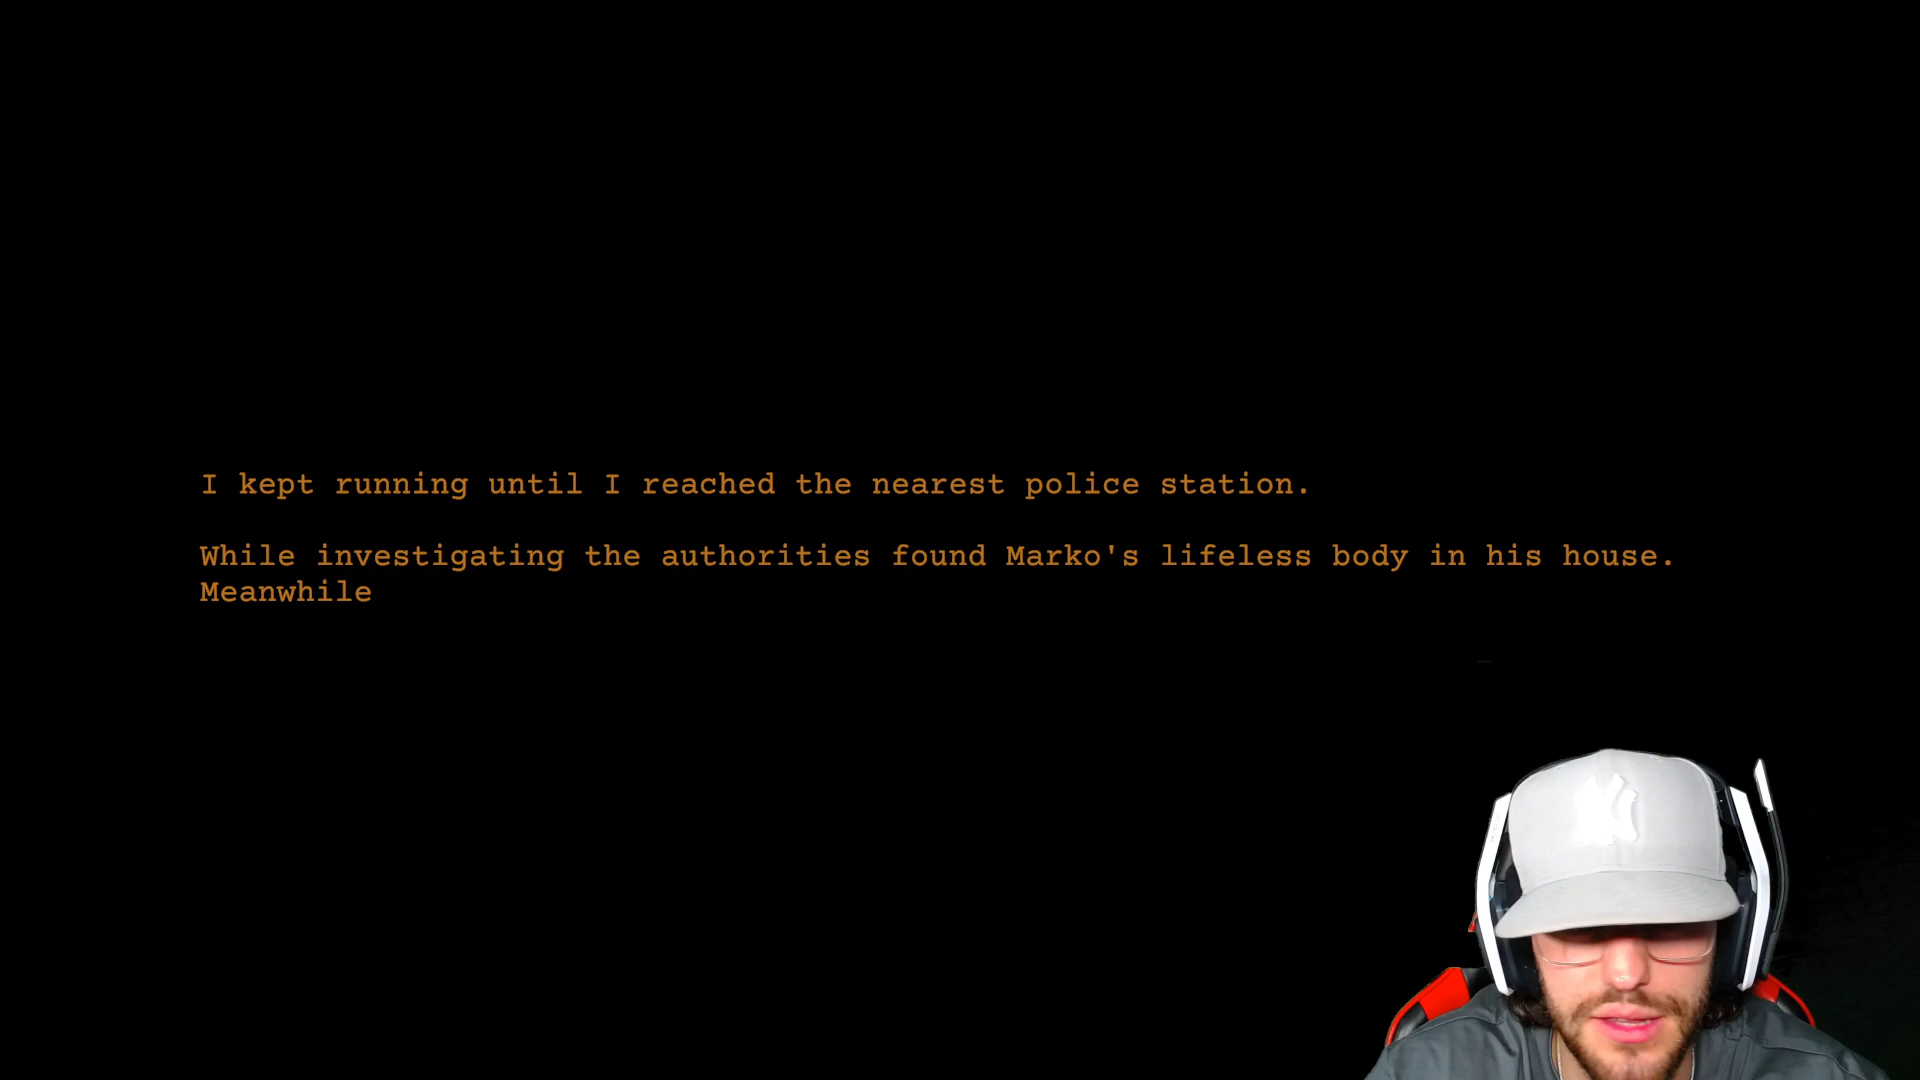 I kept running until I reached the nearest police station.
While investigating the authorities found Marko's lifeless body in his house.
Meanwhile
NY